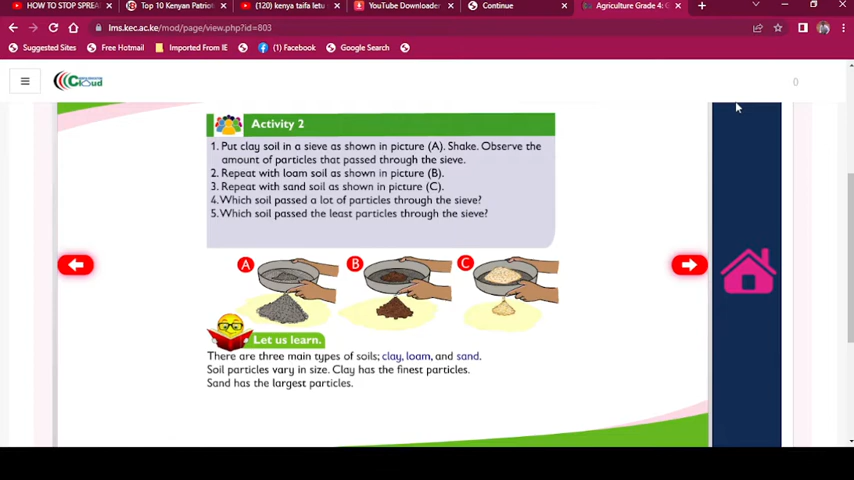 HOW TO STOP SPREA
Top 10 Kenyan Patriot
(120) kenya taifa letu
YouTube Downloader
Continue
Agriculture Grade 4: G
lms.kec.ac.ke/mod/page/view.php?id=803
Suggested Sites
Free Hotmail
Imported From IE
Facebook
Google Search
Cloud
0
Activity 2
1. Put clay soil in a sieve as shown in picture (A). Shake. Observe the
amount of particles that passed through the sieve.
2. Repeat with loam soil as shown in picture (B).
3. Repeat with sand soil as shown in picture (C).
4. Which soil passed a lot of particles through the sieve?
5. Which soil passed the least particles through the sieve?
A
B
C
Let us learn.
There are three main types of soils; clay, loam, and sand.
Soil particles vary in size. Clay has the finest particles.
Sand has the largest particles.